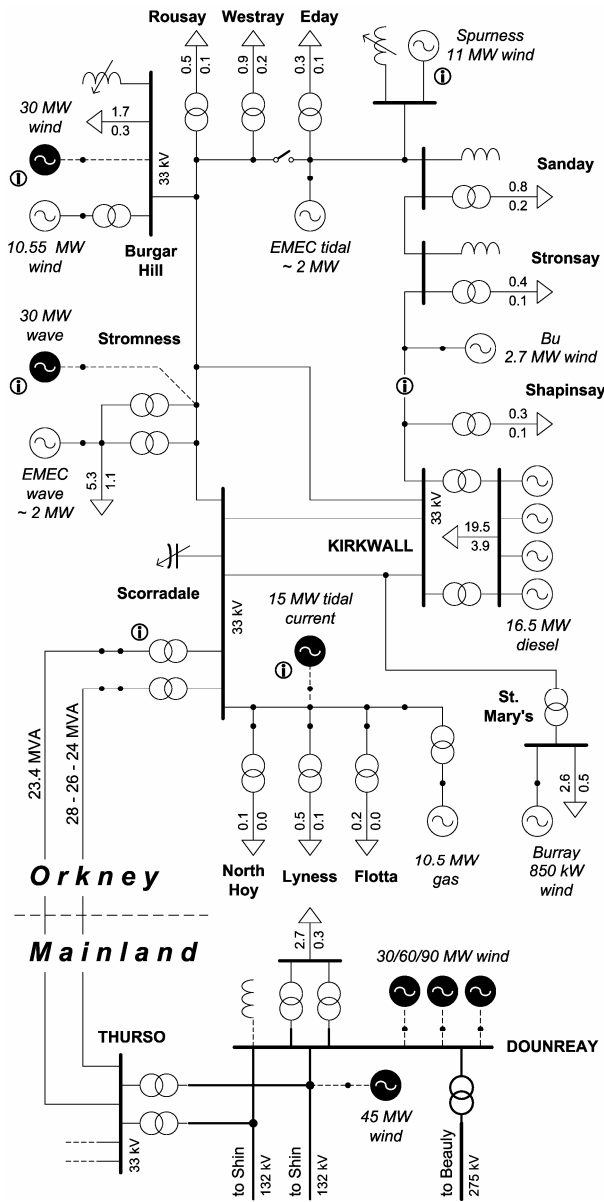 Rousay Westray Eday
0.5
0.1
0.9
0.2
0.3
0.1
Spurness
11 MW wind
i
30 MW
wind
1.7
0.3
33 kV
i
10.55 MW
wind
Burgar
Hill
EMEC tidal
~ 2 MW
Sanday
0.8
0.2
Stronsay
0.4
0.1
30 MW
wave
Stromness
i
Bu
2.7 MW wind
i
Shapinsay
0.3
0.1
EMEC
wave
~ 2 MW
5.3
1.1
33 kV
KIRKWALL
19.5
3.9
16.5 MW
diesel
Scorradale
33 kV
i
15 MW tidal
current
i
St.
Mary's
23.4 MVA
28 - 26 - 24 MVA
2.6
0.5
0.1
0.0
0.5
0.1
0.2
0.0
North
Hoy
Lyness
Flotta
10.5 MW
gas
Burray
850 kW
wind
Orkney
Mainland
2.7
0.3
30/60/90 MW wind
THURSO
DOUNREAY
45 MW
wind
33 kV
to Shin
132 kV
to Shin
132 kV
to Beauly
275 kV